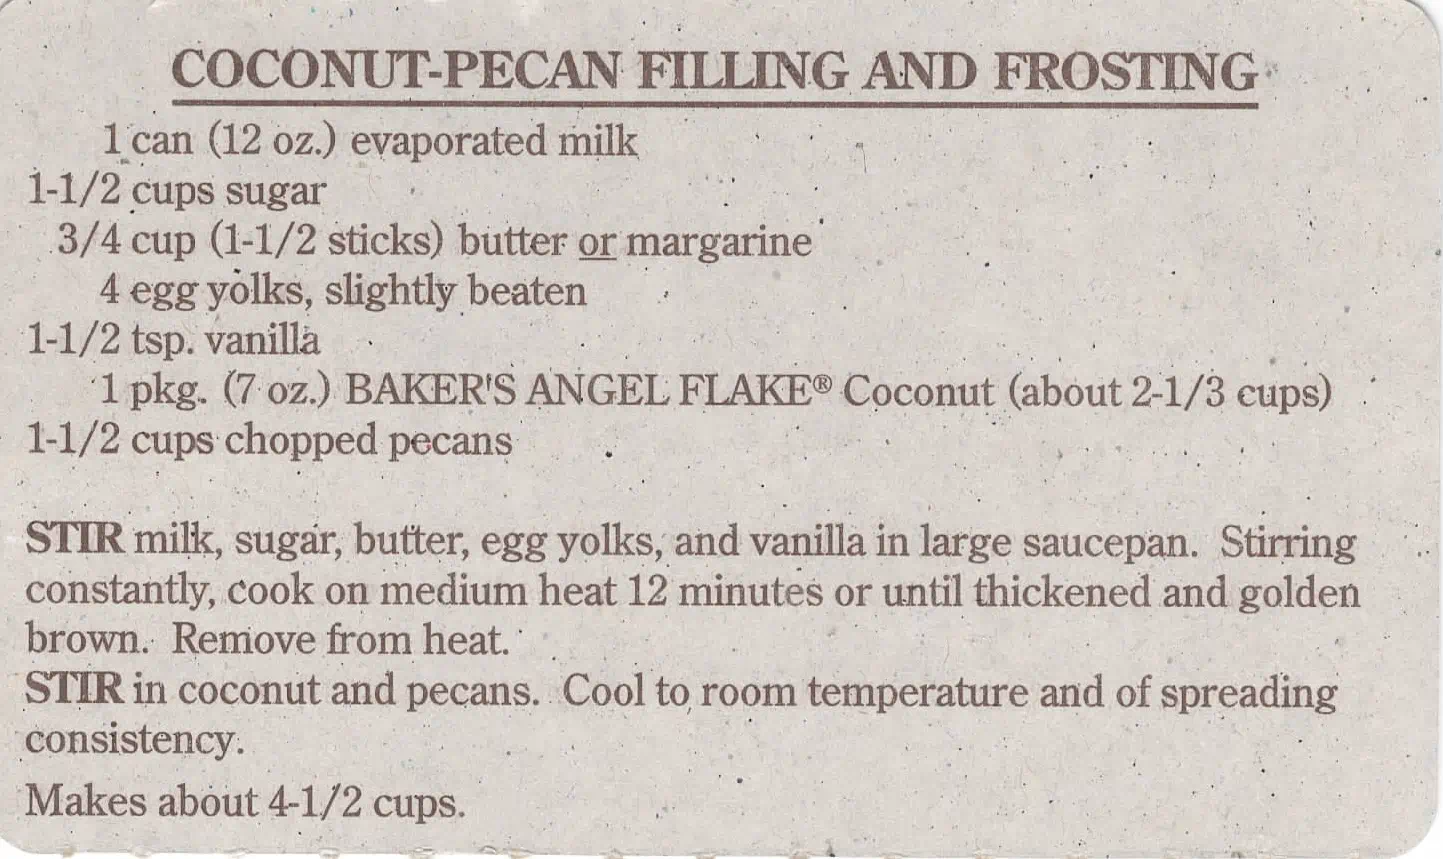 COCONUT-PECAN FILLING AND FROSTING
1 can (12 oz.) evaporated milk
1-1/2 cups sugar
3/4 cup (1-1/2 sticks) butter or margarine
4 egg yolks, slightly beaten
1-1/2 tsp. vanilla
1 pkg. (7 oz.) BAKER'S ANGEL FLAKE® Coconut (about 2-1/3 cups)
1-1/2 cups chopped pecans
STIR milk, sugar, butter, egg yolks, and vanilla in large saucepan. Stirring
constantly, cook on medium heat 12 minutes or until thickened and golden
brown. Remove from heat.
STIR in coconut and pecans. Cool to room temperature and of spreading
consistency.
Makes about 4-1/2 cups.